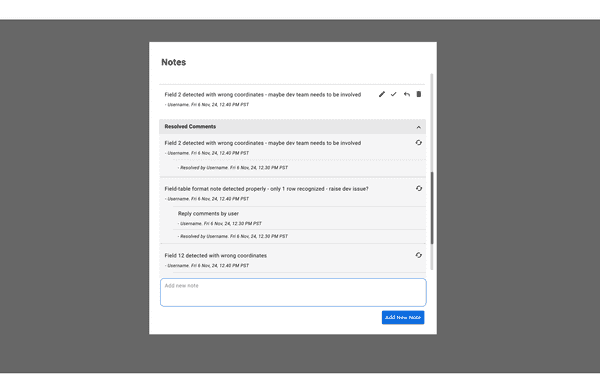 Notes
Field 2 detected with wrong coordinates - maybe dev team needs to be involved
- Username. Fri 6 Nov, 24, 12.40 PM PST
Resolved Comments
Field 2 detected with wrong coordinates - maybe dev team needs to be involved
- Username. Fri 6 Nov, 24, 12.40 PM PST
- Resolved by Username. Fri 6 Nov, 24, 12.30 PM PST
Field-table format note detected properly - only 1 row recognized - raise dev issue?
- Username. Fri 6 Nov, 24, 12.40 PM PST
Reply comments by user
- Username. Fri 6 Nov, 24, 12.30 PM PST
- Resolved by Username. Fri 6 Nov, 24, 12.30 PM PST
Field 12 detected with wrong coordinates
- Username. Fri 6 Nov, 24, 12.40 PM PST
Add new note
Add New Note